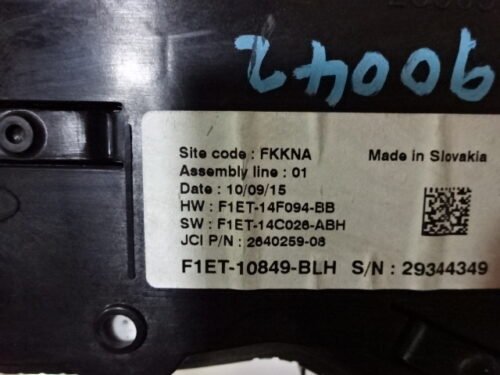 27006
Site code : FKKNA
Made in Slovakia
Assembly line : 01
Date : 10/09/15
HW : F1ET-14F094-BB
SW : F1ET-14C026-ABH
JCI P/N : 2640259-08
F1ET-10849-BLH S/N : 29344349